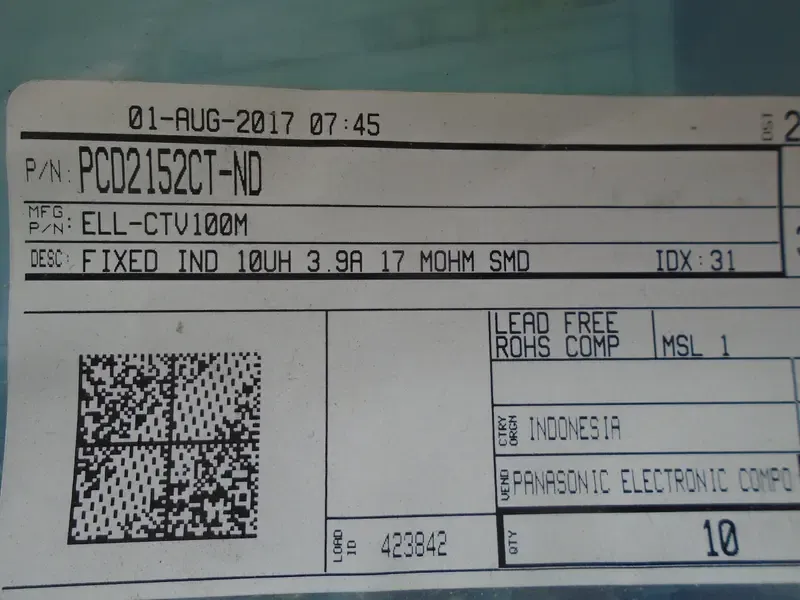 01-AUG-2017 07:45
DST 2
P/N: PCD2152CT-ND
MFG P/N: ELL-CTV100M
DESC: FIXED IND 10UH 3.9A 17 MOHM SMD IDX:31
LEAD FREE
ROHS COMP
MSL 1
CTRY ORGN INDONESIA
VEND PANASONIC ELECTRONIC COMPO
LOAD ID 423842
QTY 10